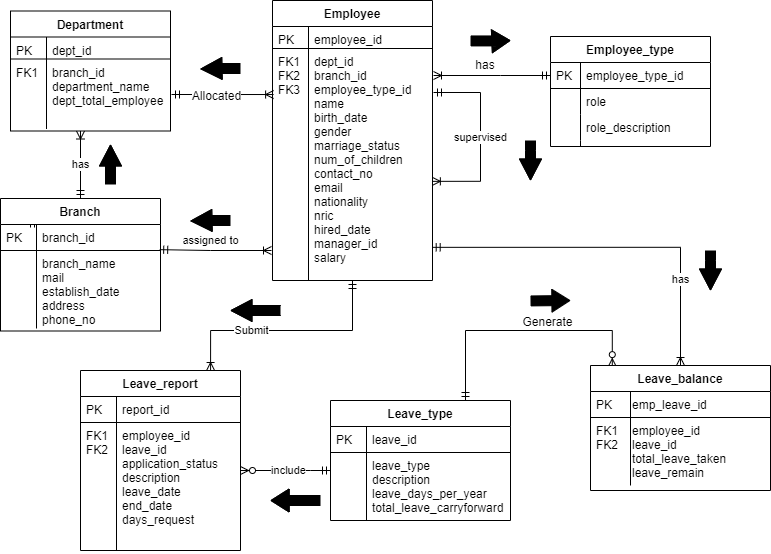 Department
PK dept_id
FK1 branch_id
department_name
dept_total_employee
Employee
PK employee_id
FK1 dept_id
FK2 branch_id
FK3 employee_type_id
name
birth_date
gender
marriage_status
num_of_children
contact_no
email
nationality
nric
hired_date
manager_id
salary
has
Employee_type
PK employee_type_id
role
role_description
Allocated
supervised
has
Branch
PK branch_id
branch_name
mail
establish_date
address
phone_no
assigned to
has
Submit
Generate
Leave_report
PK report_id
FK1 employee_id
FK2 leave_id
application_status
description
leave_date
end_date
days_request
include
Leave_type
PK leave_id
leave_type
description
leave_days_per_year
total_leave_carryforward
Leave_balance
PK emp_leave_id
FK1 employee_id
FK2 leave_id
total_leave_taken
leave_remain